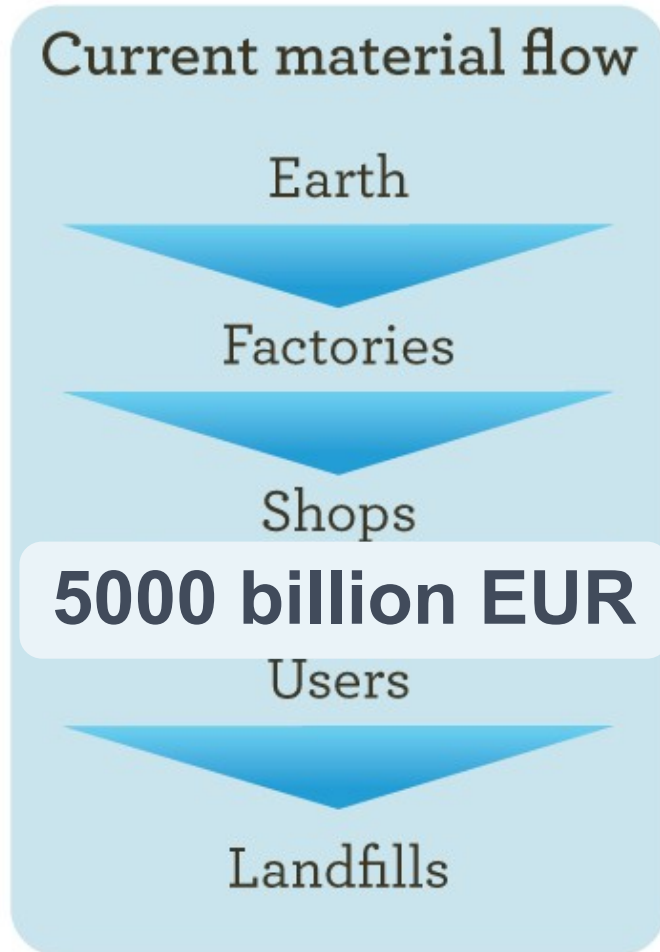 Current material flow
Earth
Factories
Shops
5000 billion EUR
Users
Landfills